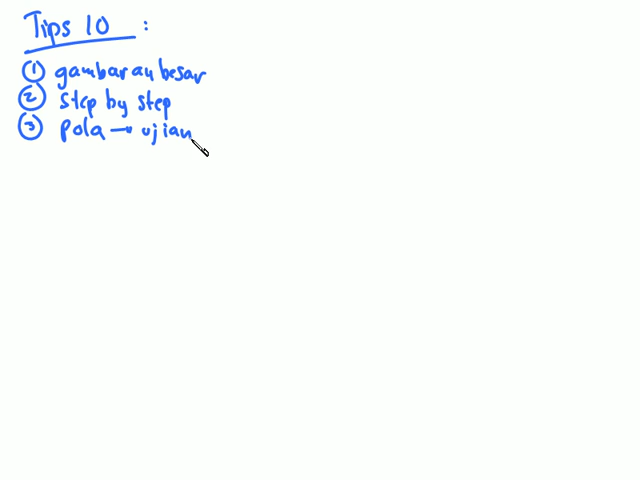 Tips 10 :
① gambaran besar
② step by step
③ pola → ujian